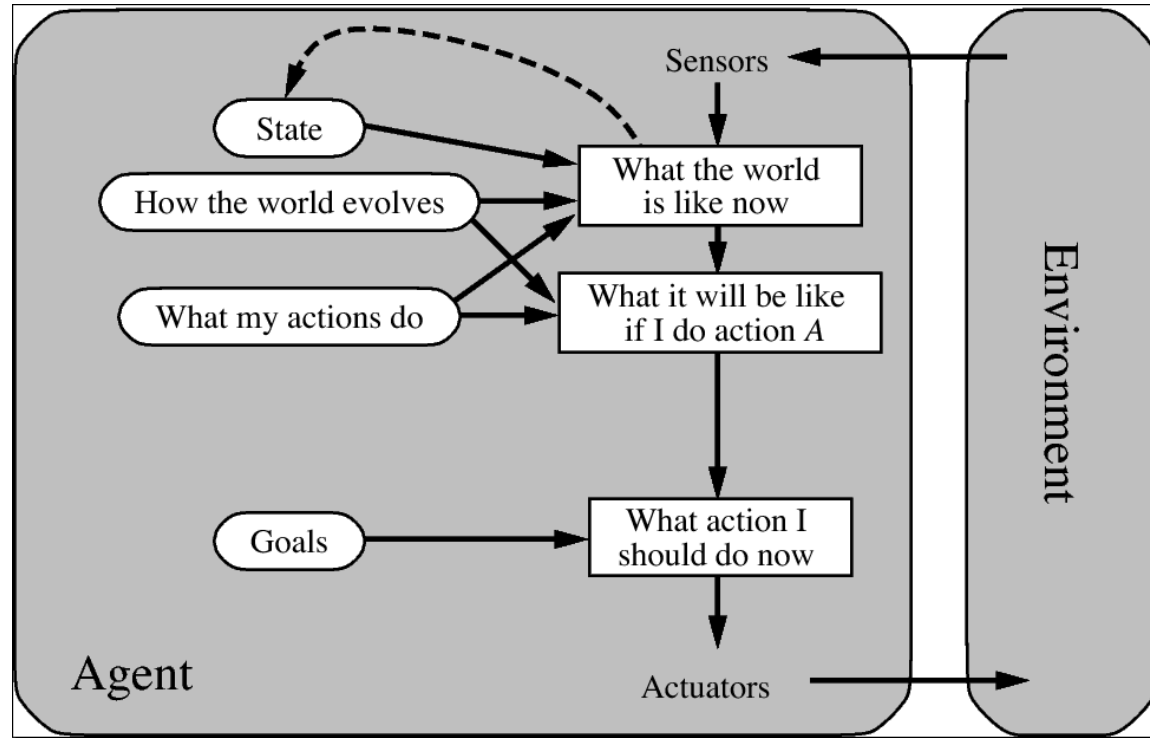 Sensors
State
What the world
is like now
How the world evolves
What my actions do
What it will be like
if I do action A
Environment
Goals
What action I
should do now
Agent
Actuators